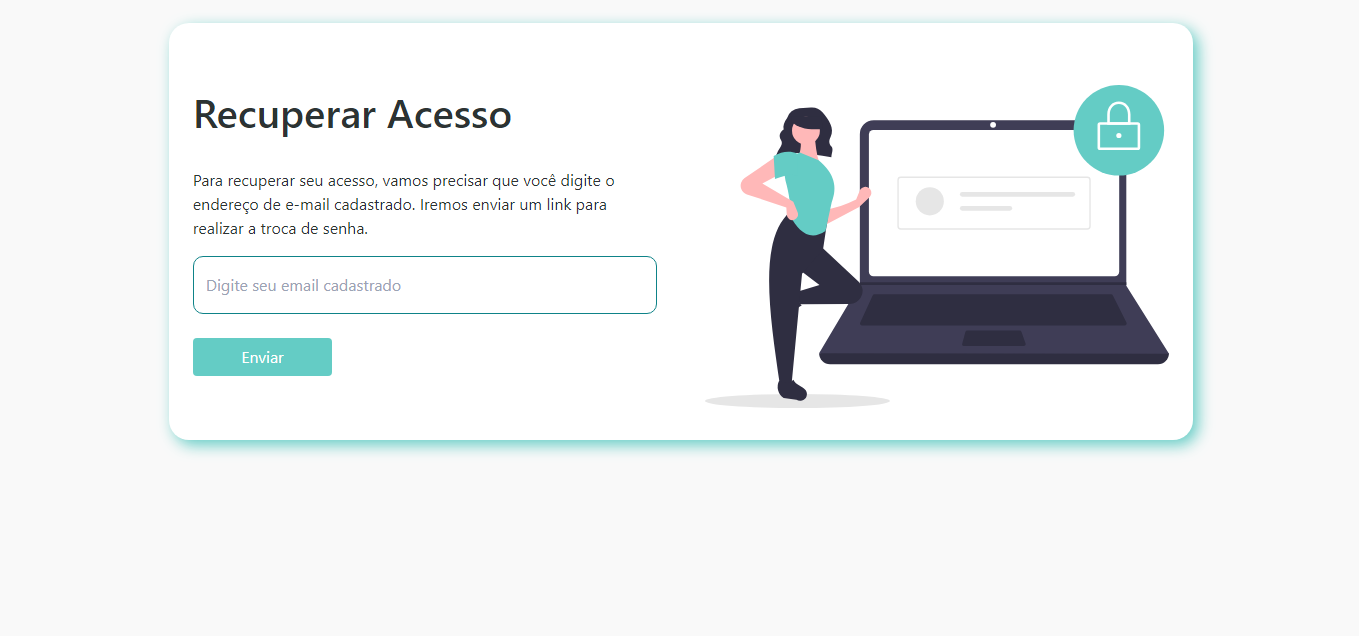 Recuperar Acesso
Para recuperar seu acesso, vamos precisar que você digite o
endereço de e-mail cadastrado. Iremos enviar um link para
realizar a troca de senha.
Digite seu email cadastrado
Enviar